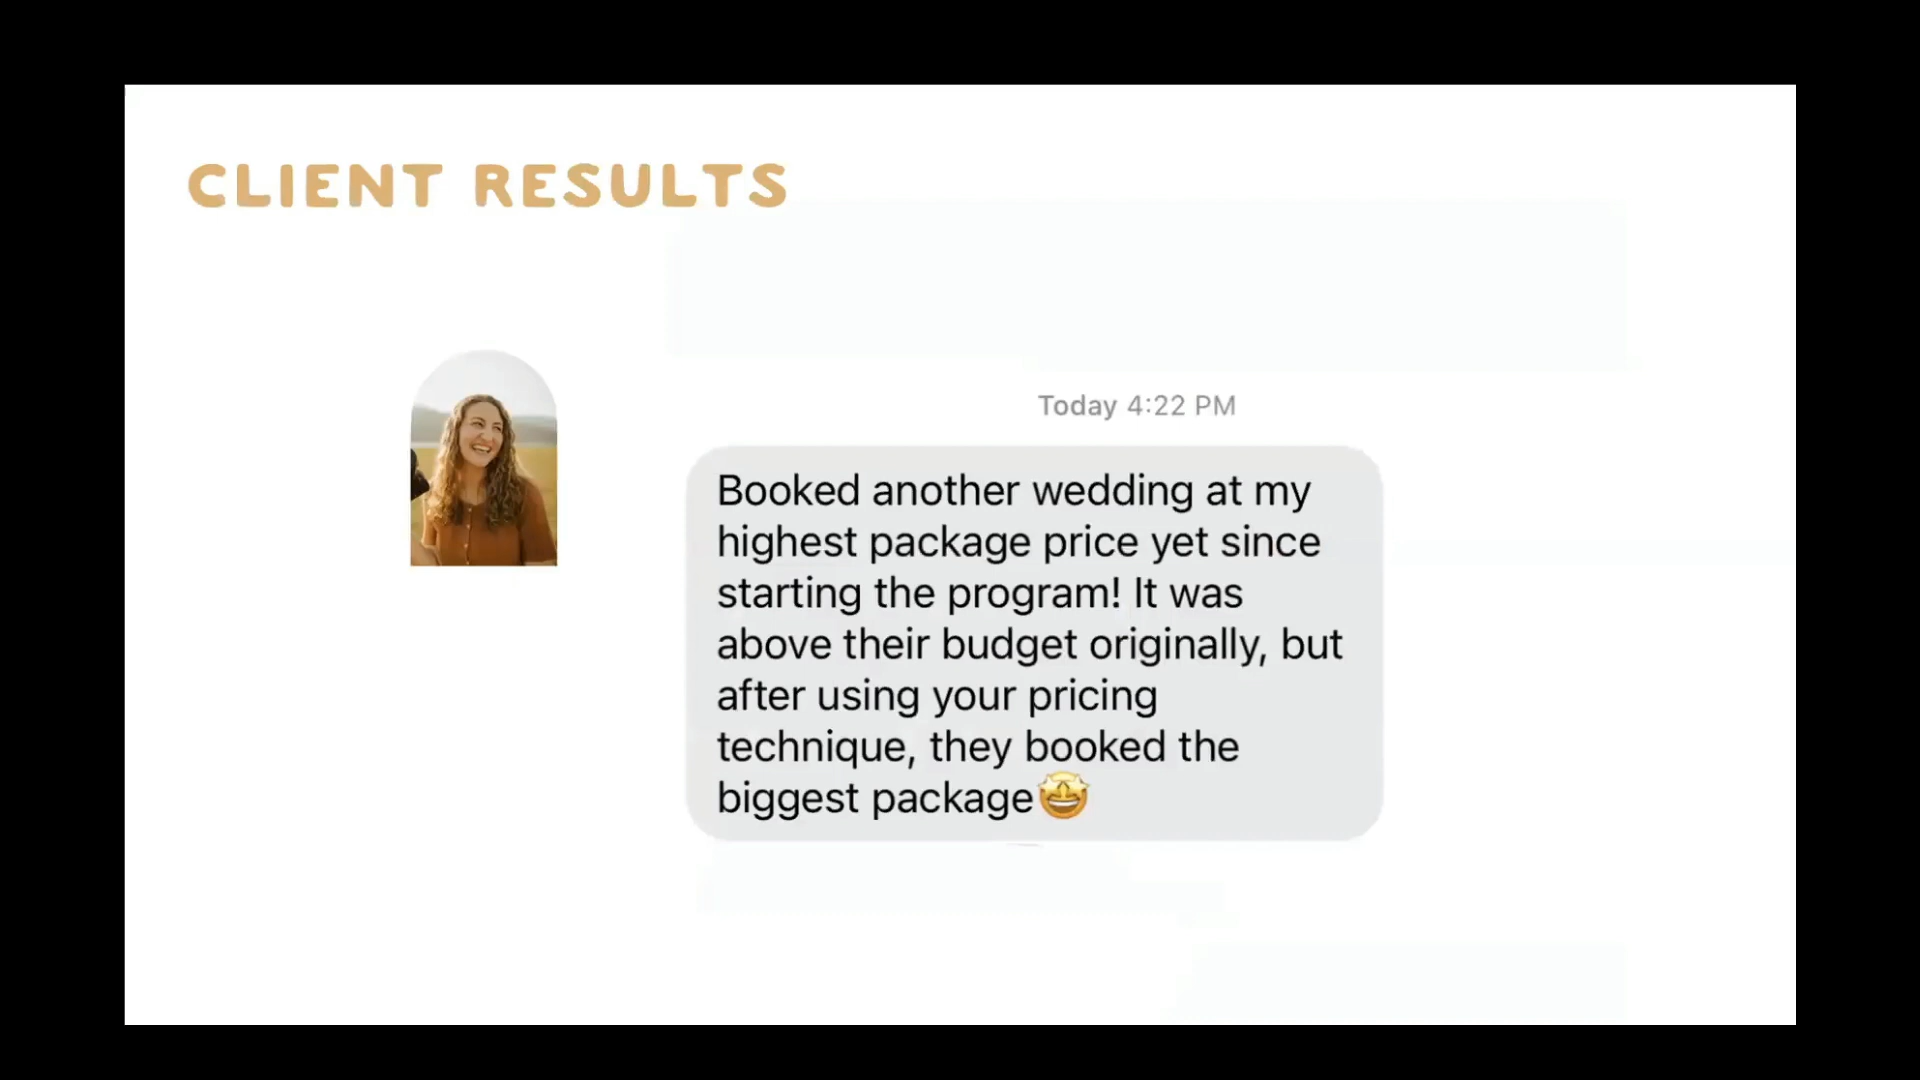 CLIENT RESULTS
Today 4:22 PM
Booked another wedding at my
highest package price yet since
starting the program! It was
above their budget originally, but
after using your pricing
technique, they booked the
biggest package🤩